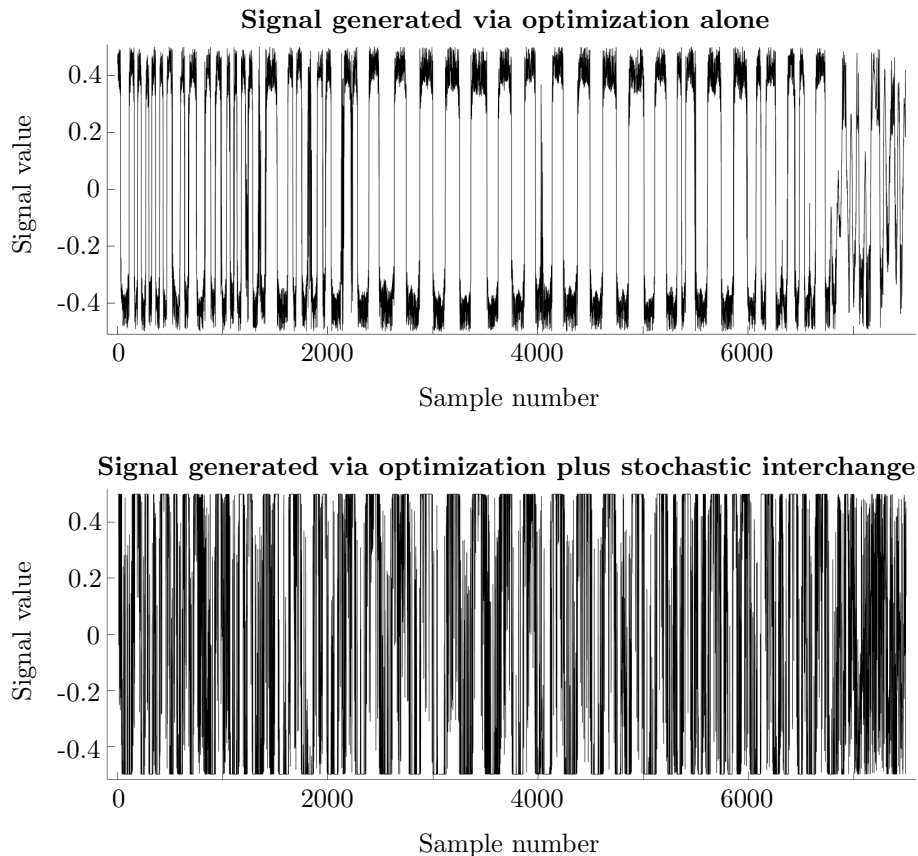 Signal generated via optimization alone
0.4
0.2
0
-0.2
-0.4
Signal value
0 2000 4000 6000
Sample number
Signal generated via optimization plus stochastic interchange
0.4
0.2
0
-0.2
-0.4
Signal value
0 2000 4000 6000
Sample number